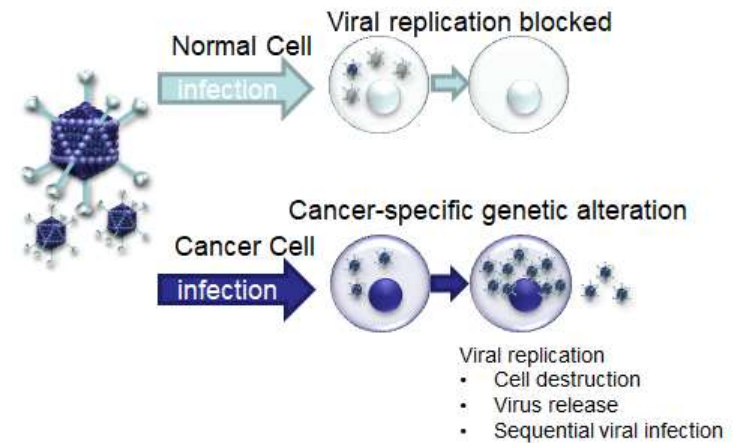 Viral replication blocked
Normal Cell
infection
Cancer-specific genetic alteration
Cancer Cell
infection
Viral replication
• Cell destruction
• Virus release
• Sequential viral infection